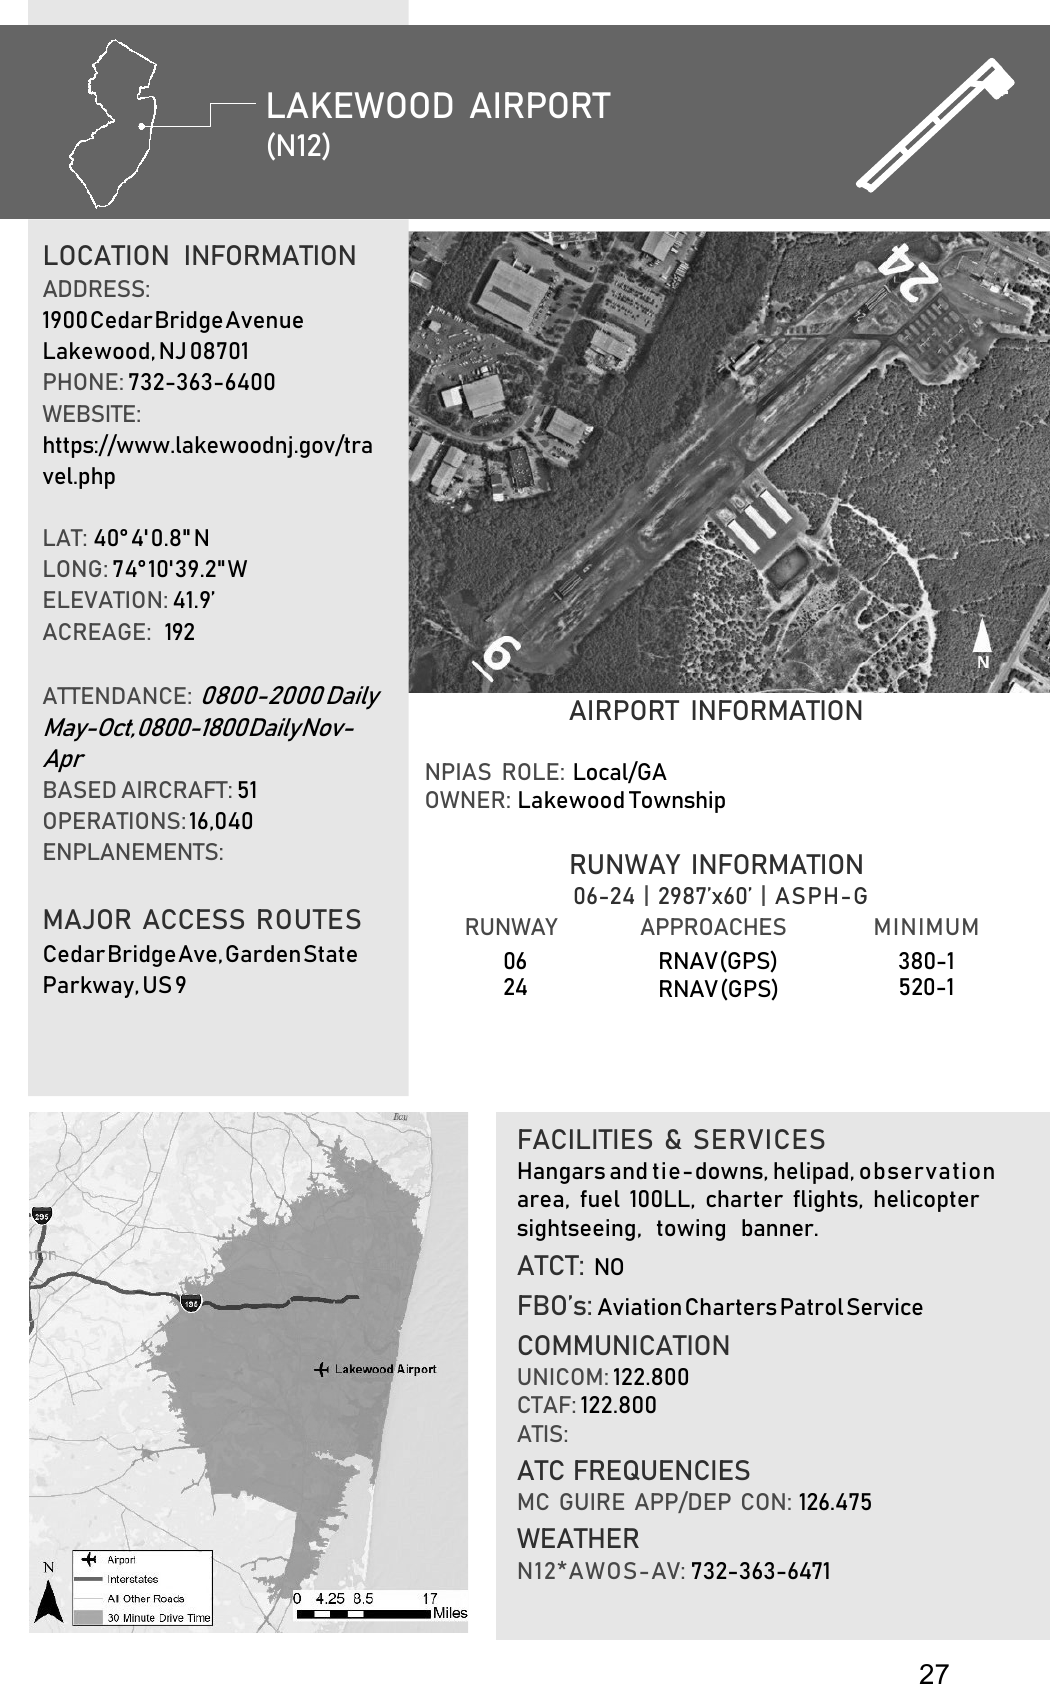 LAKEWOOD AIRPORT
(N12)
LOCATION INFORMATION
ADDRESS:
1900 Cedar Bridge Avenue
Lakewood, NJ 08701
PHONE: 732-363-6400
WEBSITE:
https://www.lakewoodnj.gov/tra
vel.php
LAT: 40° 4' 0.8" N
LONG: 74° 10' 39.2" W
ELEVATION: 41.9’
ACREAGE: 192
ATTENDANCE: 0800-2000 Daily
May-Oct, 0800-1800 Daily Nov-
Apr
BASED AIRCRAFT: 51
OPERATIONS: 16,040
ENPLANEMENTS:
MAJOR ACCESS ROUTES
Cedar Bridge Ave, Garden State
Parkway, US 9
24
6
N
AIRPORT INFORMATION
NPIAS ROLE: Local/GA
OWNER: Lakewood Township
RUNWAY INFORMATION
06-24 | 2987’x60’ | ASPH-G
RUNWAY APPROACHES MINIMUM
06 RNAV (GPS) 380-1
24 RNAV (GPS) 520-1
Bay
295
195
Lakewood Airport
N
Airport
Interstates
All Other Roads
30 Minute Drive Time
0 4.25 8.5 17
Miles
FACILITIES & SERVICES
Hangars and tie-downs, helipad, observation
area, fuel 100LL, charter flights, helicopter
sightseeing, towing banner.
ATCT: NO
FBO’s: Aviation Charters Patrol Service
COMMUNICATION
UNICOM: 122.800
CTAF: 122.800
ATIS:
ATC FREQUENCIES
MC GUIRE APP/DEP CON: 126.475
WEATHER
N12*AWOS-AV: 732-363-6471
27